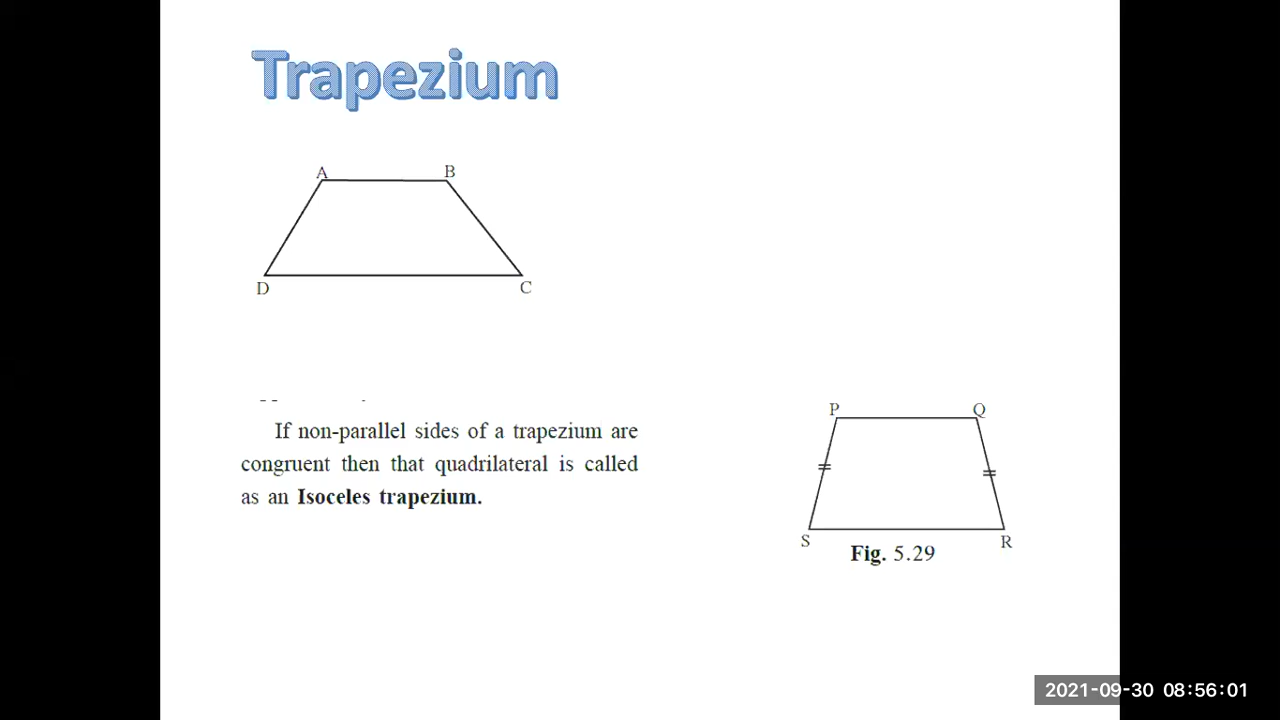 Trapezium
A B
D C
If non-parallel sides of a trapezium are
congruent then that quadrilateral is called
as an Isoceles trapezium.
P Q
S R
Fig. 5.29
2021-09-30 08:56:01